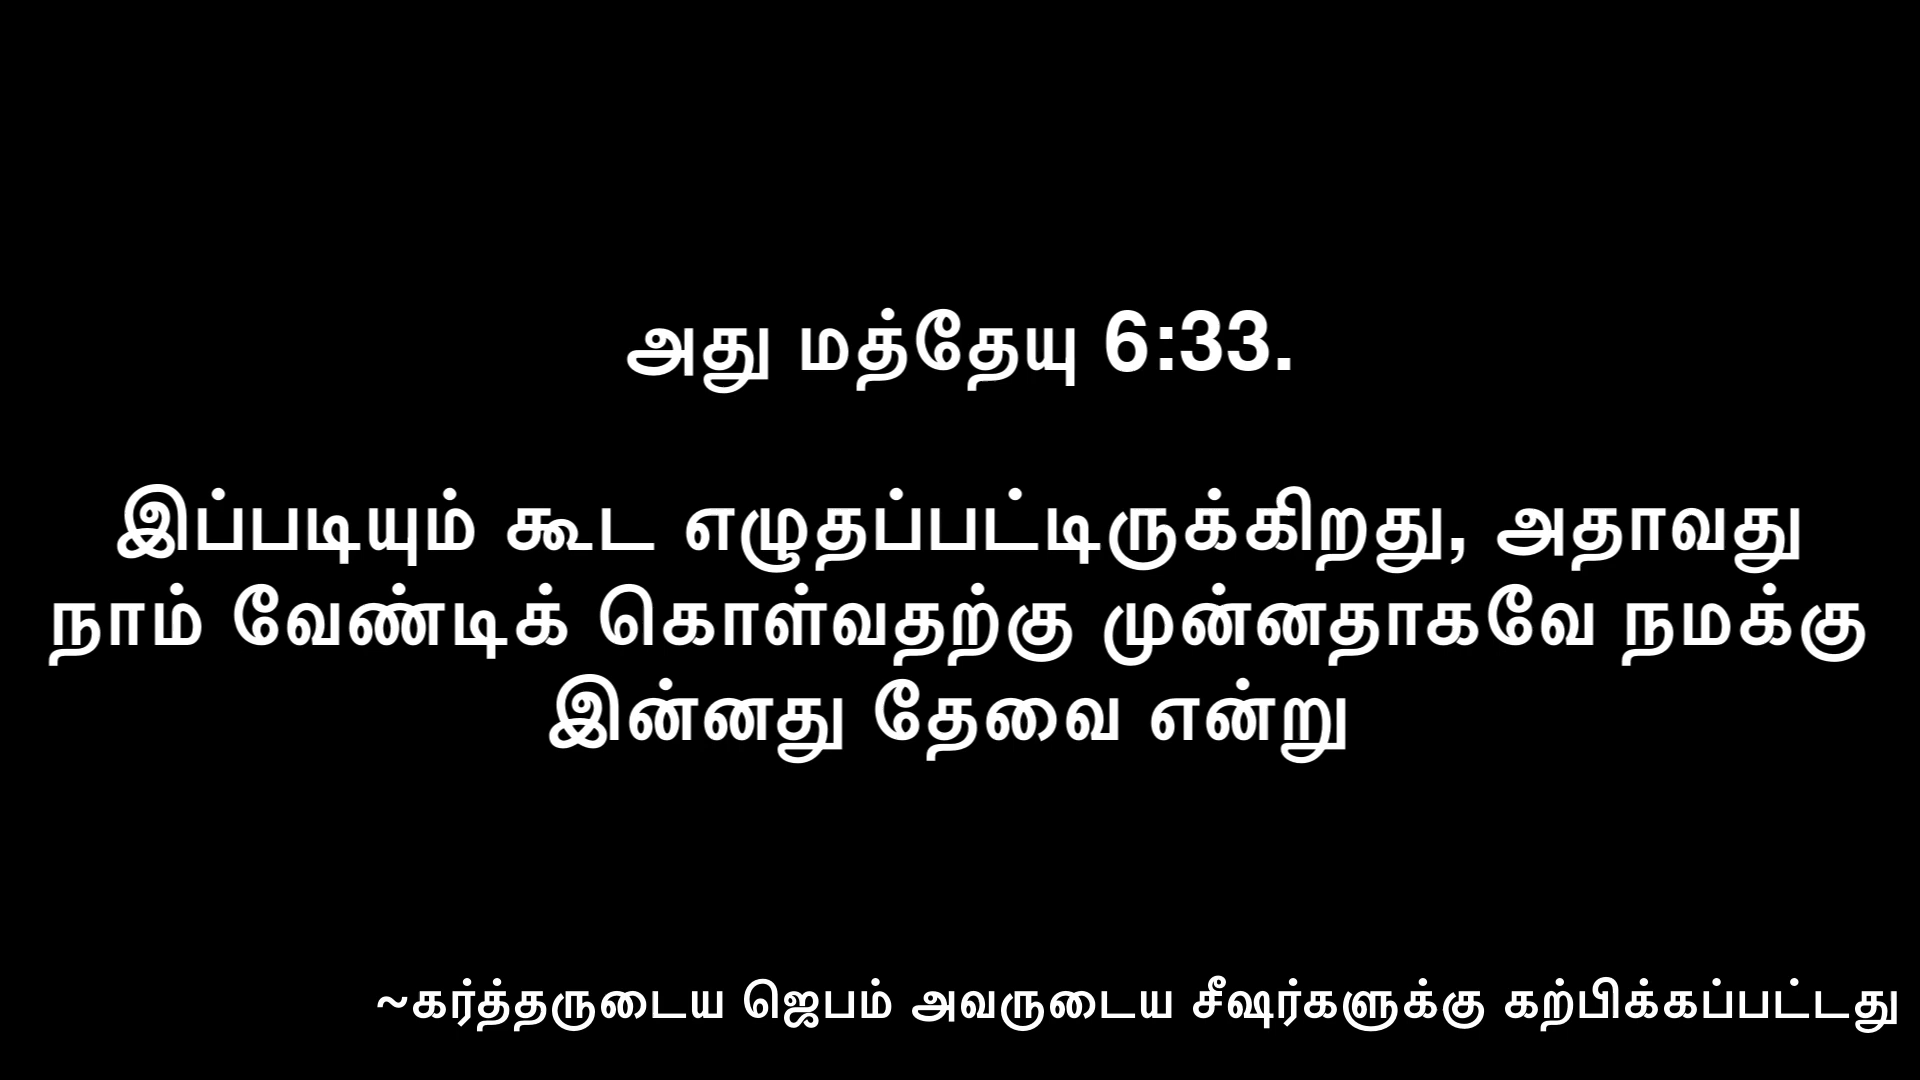 அது மத்தேயு 6:33.
இப்படியும் கூட எழுதப்பட்டிருக்கிறது, அதாவது
நாம் வேண்டிக் கொள்வதற்கு முன்னதாகவே நமக்கு
இன்னது தேவை என்று
~கர்த்தருடைய ஜெபம் அவருடைய சீஷர்களுக்கு கற்பிக்கப்பட்டது